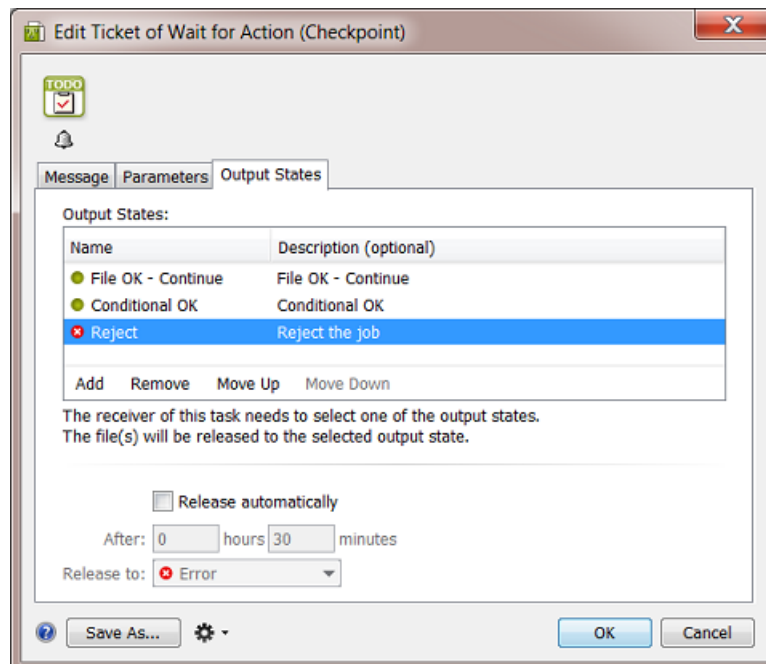 Edit Ticket of Wait for Action (Checkpoint)
TODO
Message Parameters Output States
Output States:
Name Description (optional)
File OK - Continue File OK - Continue
Conditional OK Conditional OK
Reject Reject the job
Add Remove Move Up Move Down
The receiver of this task needs to select one of the output states.
The file(s) will be released to the selected output state.
Release automatically
After: 0 hours 30 minutes
Release to: Error
Save As... OK Cancel